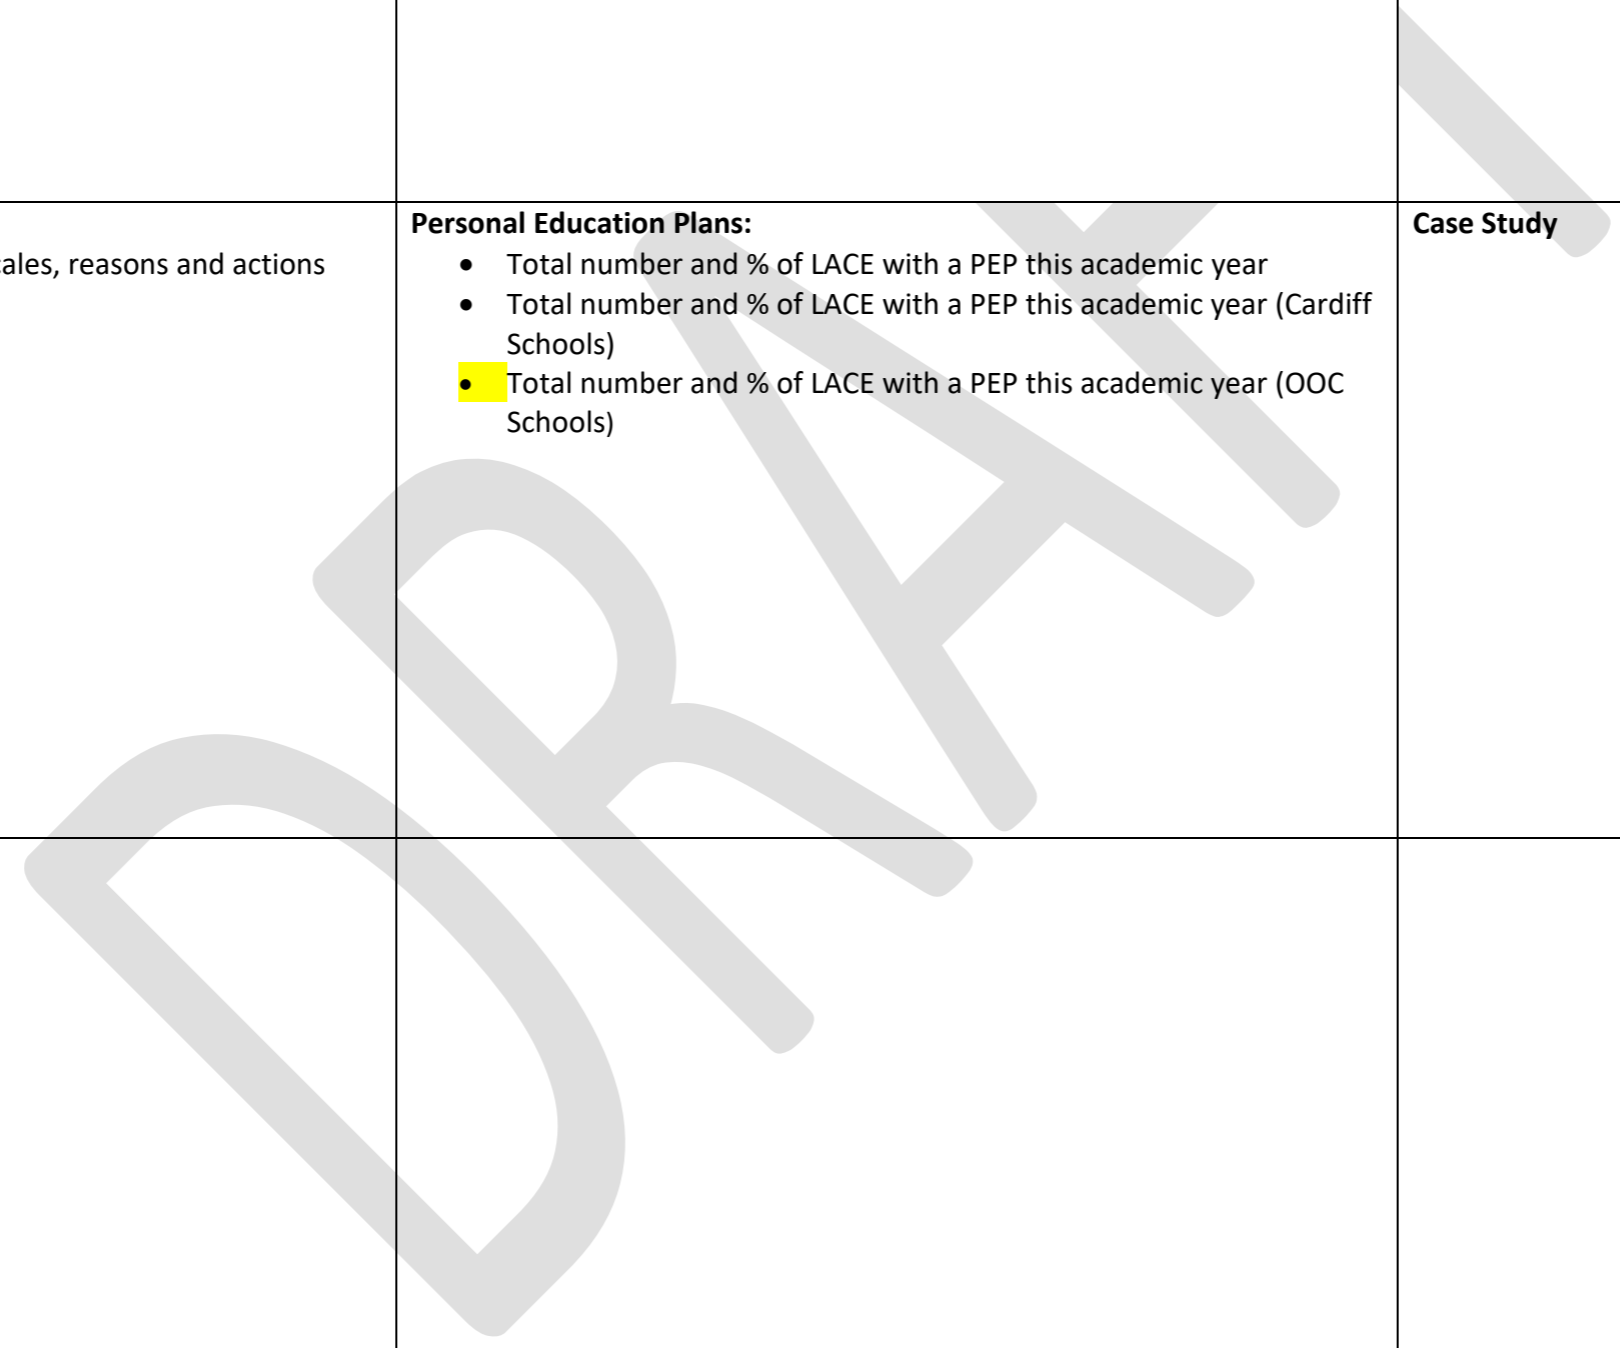 Personal Education Plans:
Case Study
reasons and actions
• Total number and % of LACE with a PEP this academic year
• Total number and % of LACE with a PEP this academic year (Cardiff
Schools)
• Total number and % of LACE with a PEP this academic year (OOC
Schools)
DRAFT